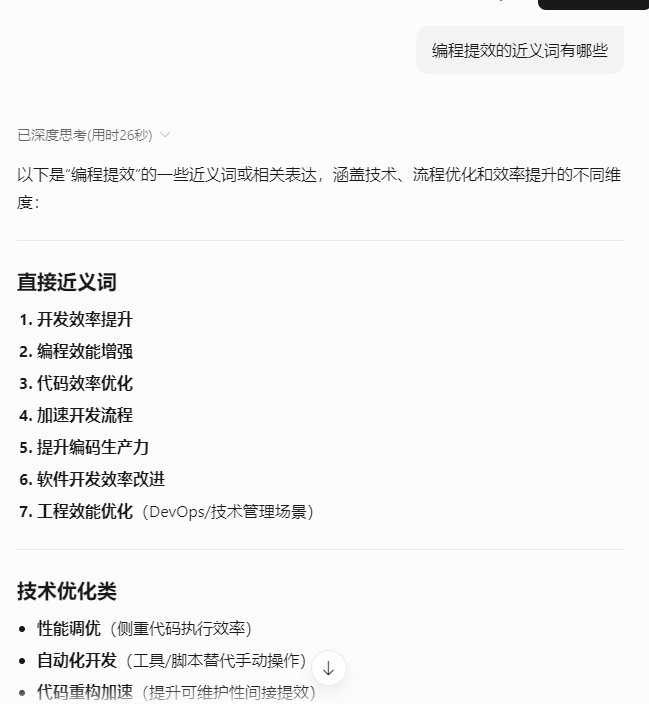 编程提效的近义词有哪些
已深度思考(用时26秒)
以下是“编程提效”的一些近义词或相关表达，涵盖技术、流程优化和效率提升的不同维
度：
直接近义词
1. 开发效率提升
2. 编程效能增强
3. 代码效率优化
4. 加速开发流程
5. 提升编码生产力
6. 软件开发效率改进
7. 工程效能优化（DevOps/技术管理场景）
技术优化类
• 性能调优（侧重代码执行效率）
• 自动化开发（工具/脚本替代手动操作）
• 代码重构加速（提升可维护性间接提效）